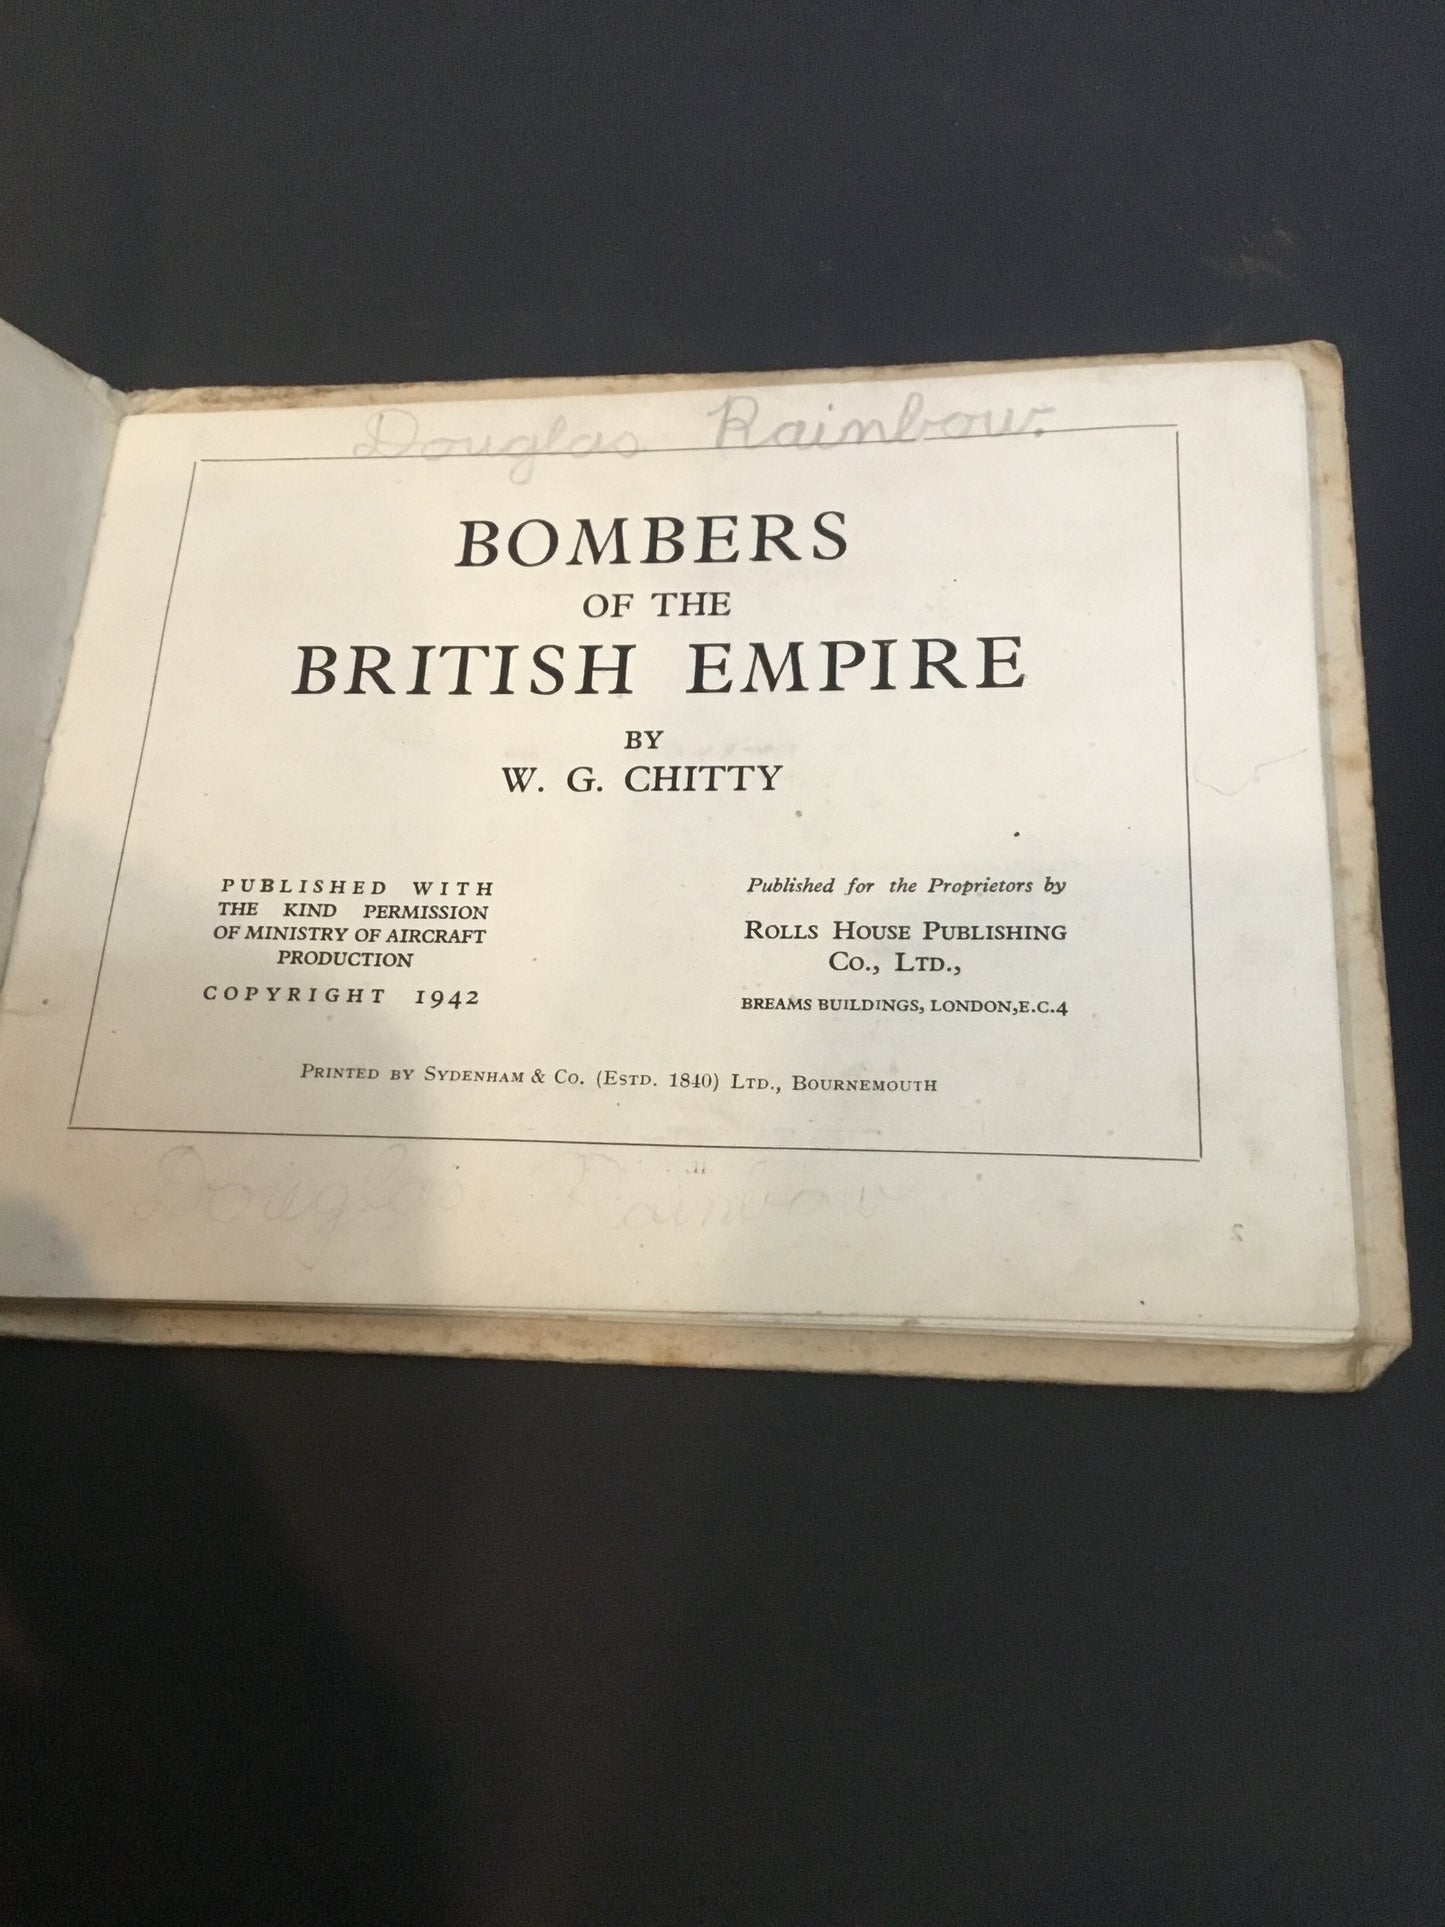 Douglas Rainbow.
BOMBERS
OF THE
BRITISH EMPIRE
BY
W. G. CHITTY
PUBLISHED WITH
THE KIND PERMISSION
OF MINISTRY OF AIRCRAFT
PRODUCTION
COPYRIGHT 1942
Published for the Proprietors by
ROLLS HOUSE PUBLISHING
CO., LTD.,
BREAMS BUILDINGS, LONDON,E.C.4
PRINTED BY SYDENHAM & CO. (ESTD. 1840) LTD., BOURNEMOUTH
Douglas Rainbow